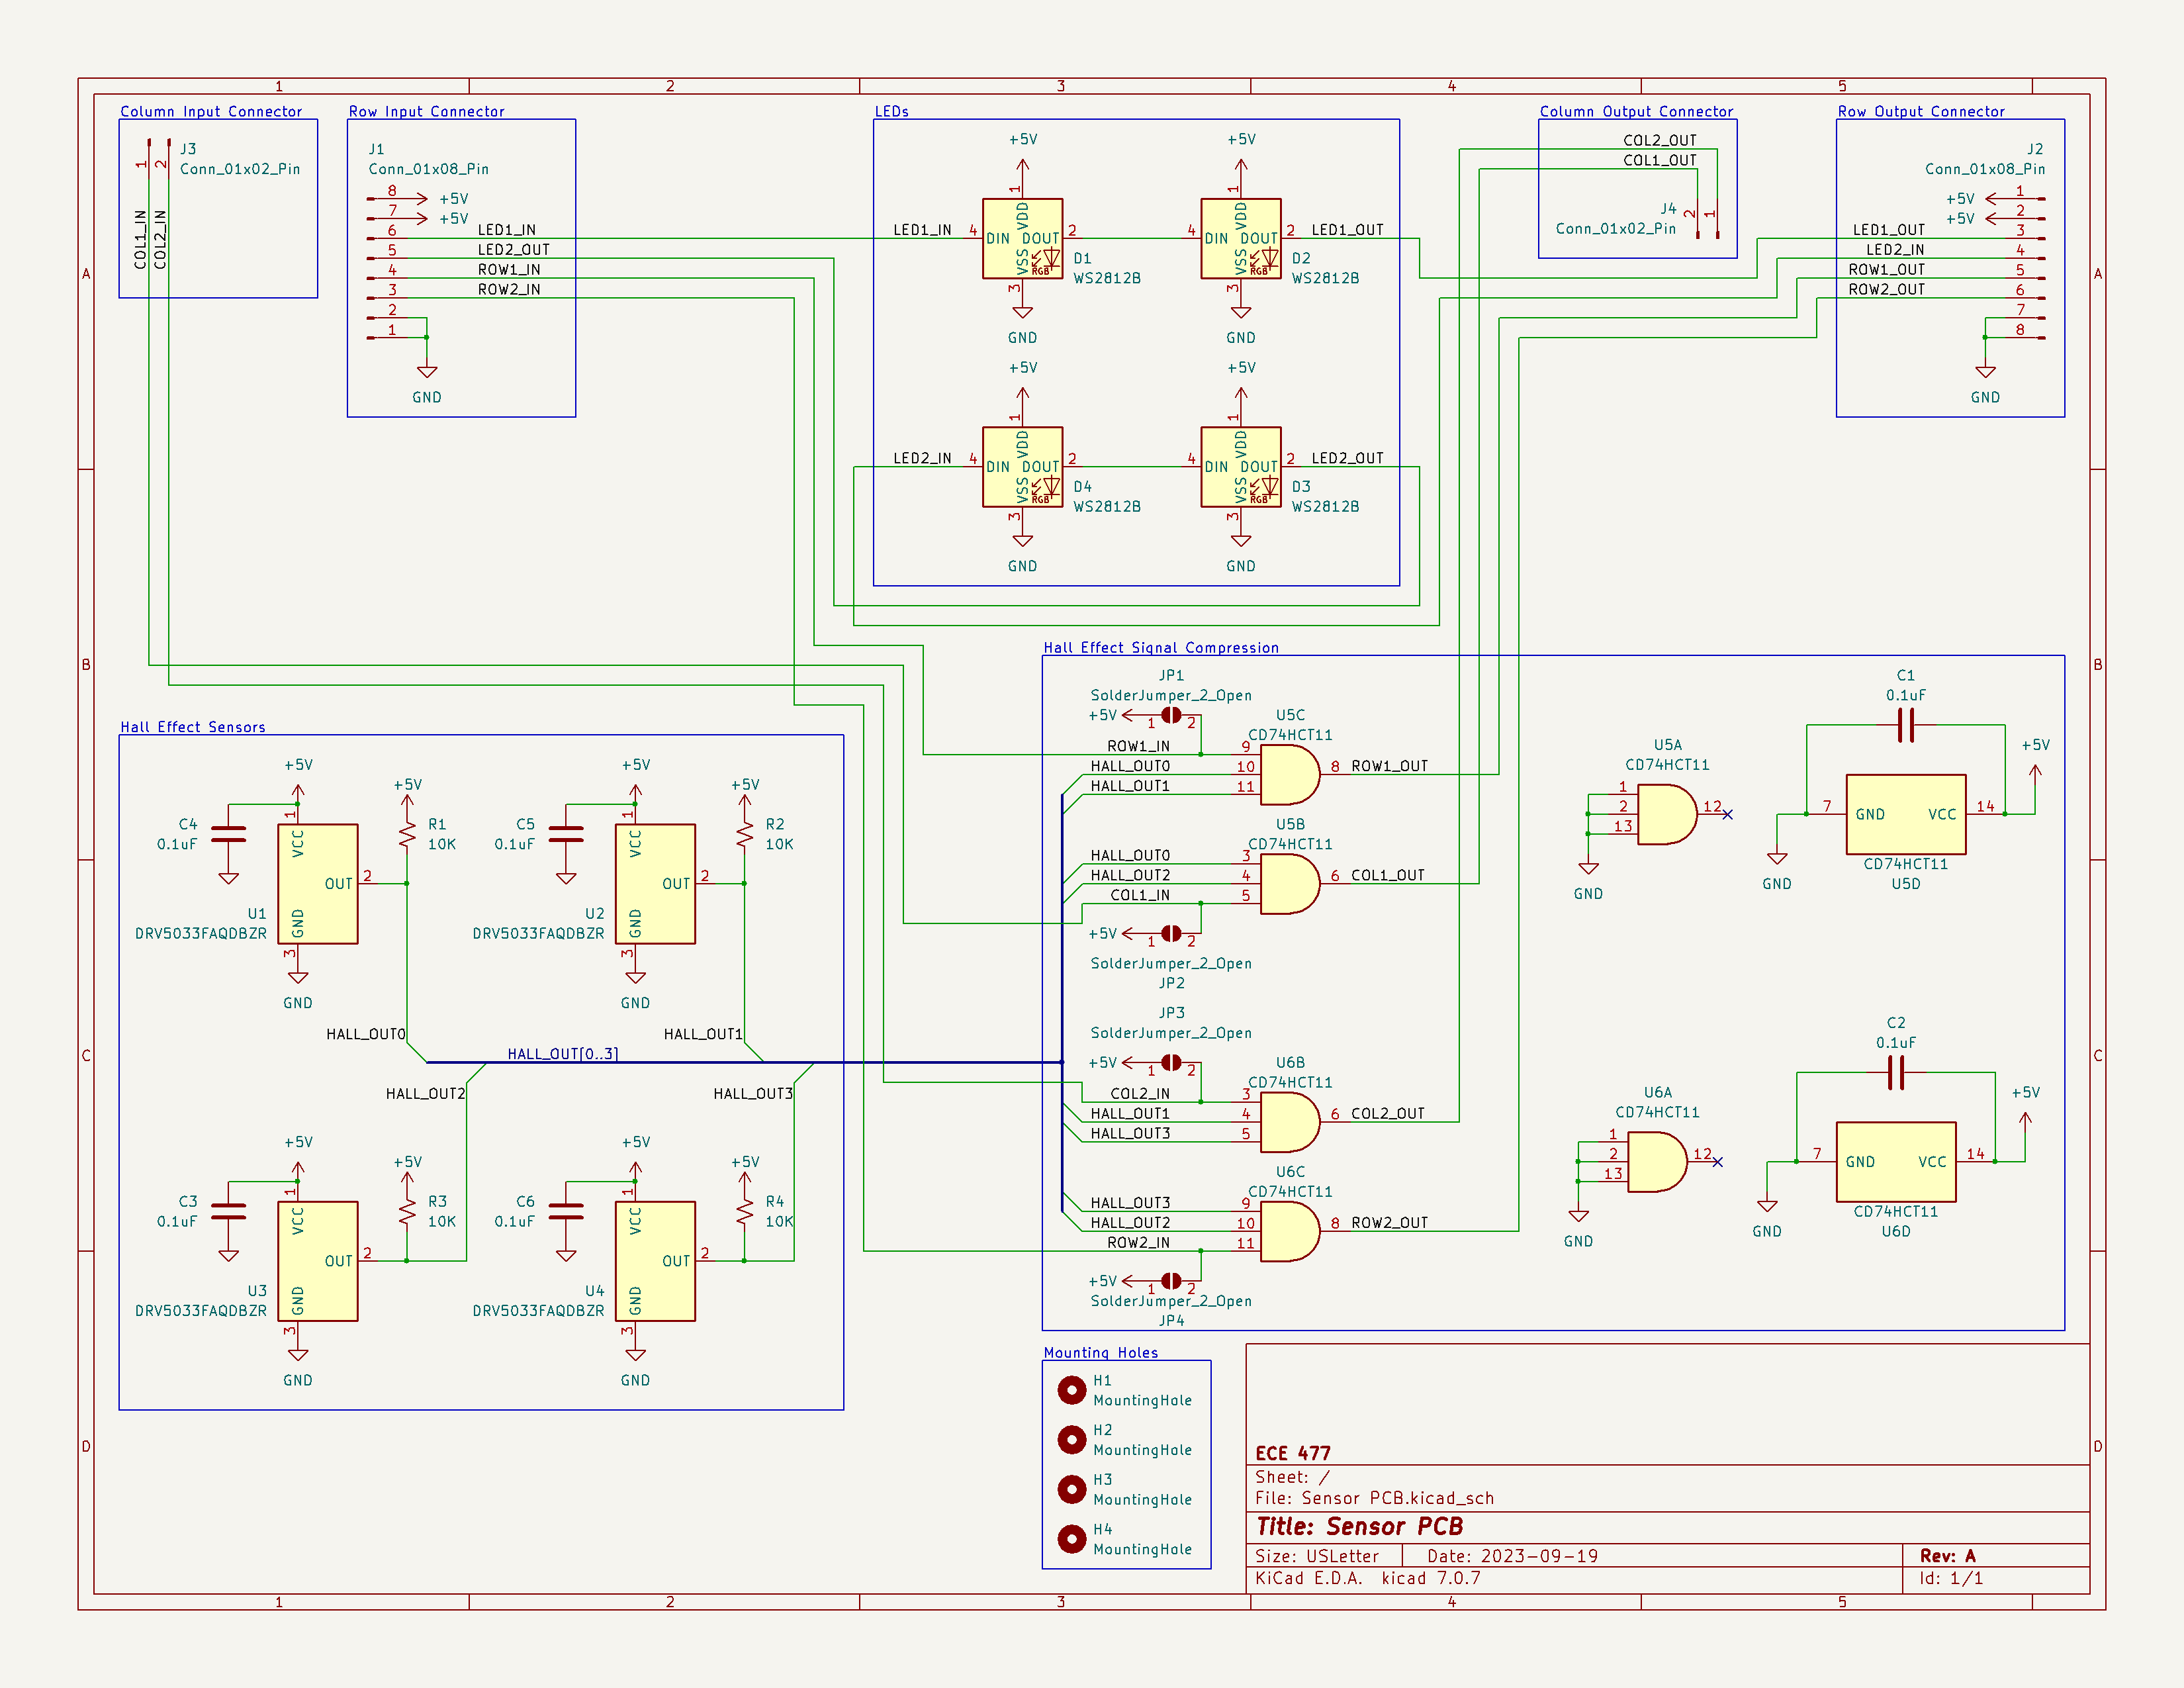 1 2 3 4 5
A
B
C
D
Column Input Connector
J3
Conn_01x02_Pin
1 2
COL1_IN
COL2_IN
Row Input Connector
J1
Conn_01x08_Pin
8 +5V
7 +5V
6 LED1_IN
5 LED2_OUT
4 ROW1_IN
3 ROW2_IN
2
1
GND
LEDs
+5V +5V
1 1
LED1_IN 4 DIN VDD DOUT 2 4 DIN VDD DOUT 2 LED1_OUT
VSS RGB D1 VSS RGB D2
WS2812B WS2812B
3 3
GND GND
+5V +5V
1 1
LED2_IN 4 DIN VDD DOUT 2 4 DIN VDD DOUT 2 LED2_OUT
VSS RGB D4 VSS RGB D3
WS2812B WS2812B
3 3
GND GND
Column Output Connector
COL2_OUT
COL1_OUT
J4 2 1
Conn_01x02_Pin
Row Output Connector
J2
Conn_01x08_Pin
+5V 1
+5V 2
LED1_OUT 3
LED2_IN 4
ROW1_OUT 5
ROW2_OUT 6
7
8
GND
Hall Effect Sensors
+5V +5V
+5V +5V
C4 1 R1 C5 1 R2
0.1uF VCC 10K 0.1uF VCC 10K
OUT 2 OUT 2
U1 GND U2 GND
DRV5033FAQDBZR DRV5033FAQDBZR
3 3
GND GND
HALL_OUT0 HALL_OUT1
HALL_OUT[0..3]
HALL_OUT2 HALL_OUT3
+5V +5V
+5V +5V
C3 1 R3 C6 1 R4
0.1uF VCC 10K 0.1uF VCC 10K
OUT 2 OUT 2
U3 GND U4 GND
DRV5033FAQDBZR DRV5033FAQDBZR
3 3
GND GND
Hall Effect Signal Compression
JP1
SolderJumper_2_Open
+5V 1 2
U5C
CD74HCT11
ROW1_IN 9
HALL_OUT0 10 8 ROW1_OUT
HALL_OUT1 11
U5B
CD74HCT11
HALL_OUT0 3
HALL_OUT2 4 6 COL1_OUT
COL1_IN 5
+5V 1 2
SolderJumper_2_Open
JP2
JP3
SolderJumper_2_Open
+5V 1 2
U6B
CD74HCT11
COL2_IN 3
HALL_OUT1 4 6 COL2_OUT
HALL_OUT3 5
U6C
CD74HCT11
HALL_OUT3 9
HALL_OUT2 10 8 ROW2_OUT
ROW2_IN 11
+5V 1 2
SolderJumper_2_Open
JP4
U5A
CD74HCT11
1
2 12
13
GND
C1
0.1uF
+5V
7 GND VCC 14
GND
CD74HCT11
U5D
U6A
CD74HCT11
1
2 12
13
GND
C2
0.1uF
+5V
7 GND VCC 14
GND
CD74HCT11
U6D
Mounting Holes
H1
MountingHole
H2
MountingHole
H3
MountingHole
H4
MountingHole
ECE 477
Sheet: /
File: Sensor PCB.kicad_sch
Title: Sensor PCB
Size: USLetter Date: 2023-09-19 Rev: A
KiCad E.D.A. kicad 7.0.7 Id: 1/1
A
B
C
D
1 2 3 4 5